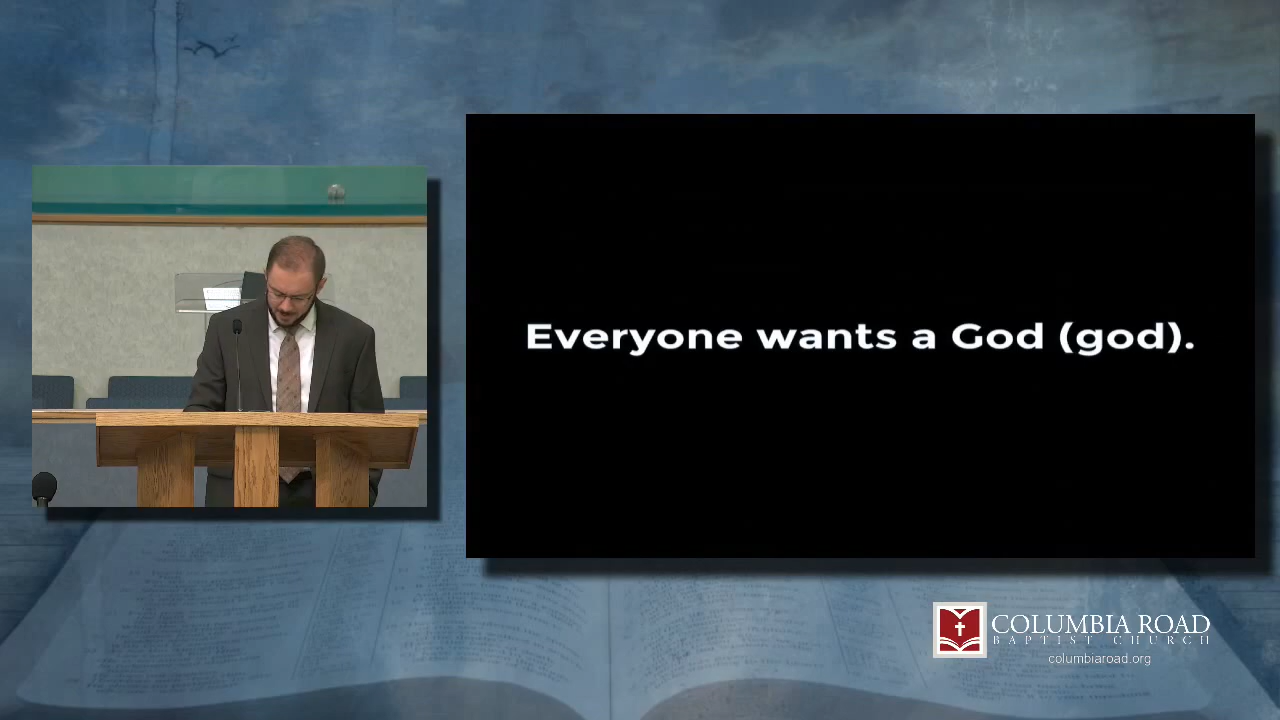 Everyone wants a God (god).
COLUMBIA ROAD
BAPTIST CHURCH
columbiaroad.org